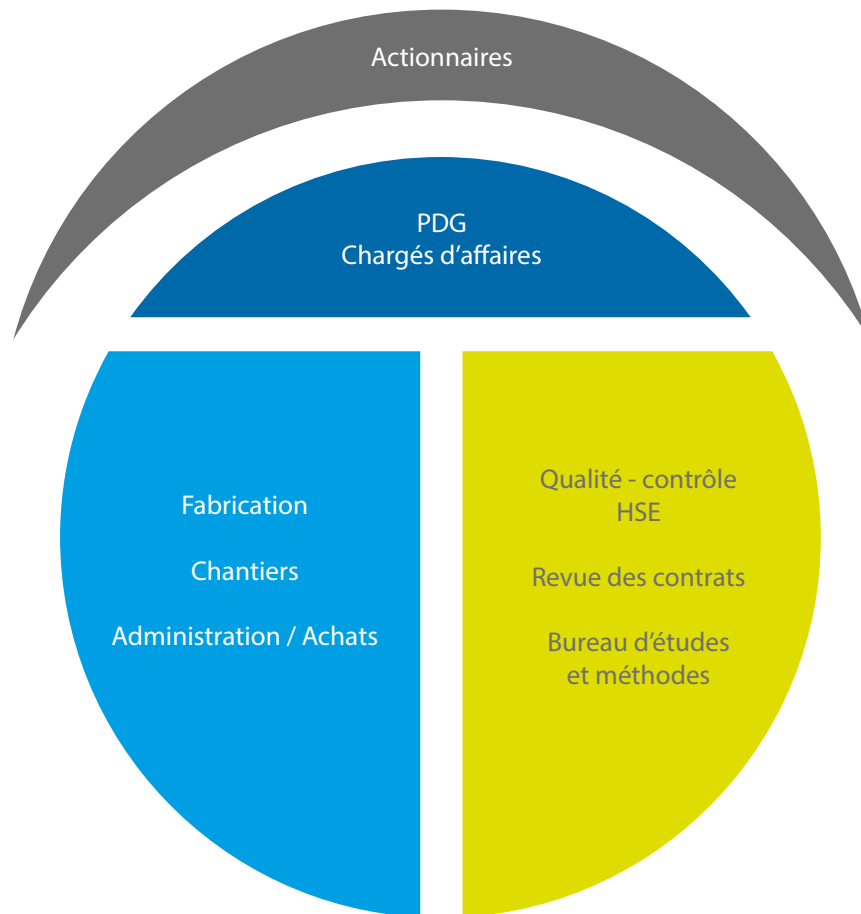 Actionnaires
PDG
Chargés d’affaires
Fabrication
Chantiers
Administration / Achats
Qualité - contrôle
HSE
Revue des contrats
Bureau d’études
et méthodes